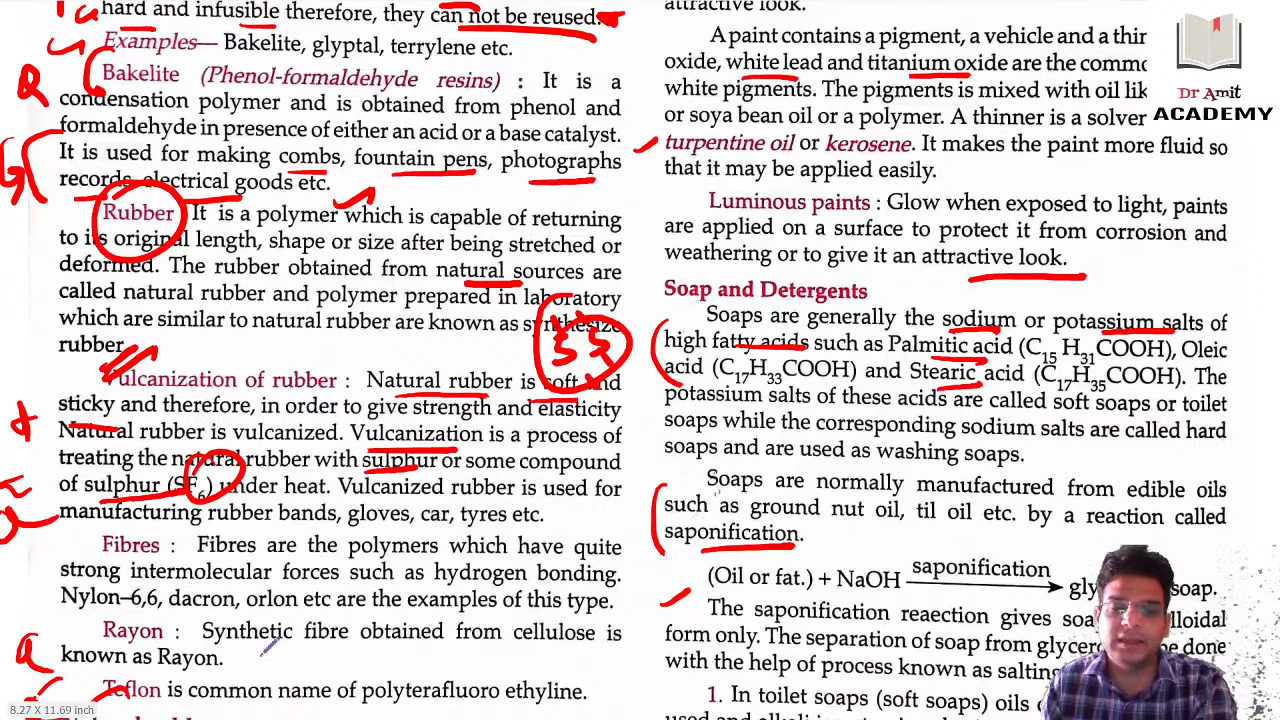 hard and infusible therefore, they can not be reused.
Examples— Bakelite, glyptal, terrylene etc.
Bakelite (Phenol-formaldehyde resins) : It is a
condensation polymer and is obtained from phenol and
formaldehyde in presence of either an acid or a base catalyst.
It is used for making combs, fountain pens, photographs
records, electrical goods etc.
Rubber It is a polymer which is capable of returning
to its original length, shape or size after being stretched or
deformed. The rubber obtained from natural sources are
called natural rubber and polymer prepared in laboratory
which are similar to natural rubber are known as synthesize
rubber.
Vulcanization of rubber : Natural rubber is soft and
sticky and therefore, in order to give strength and elasticity
Natural rubber is vulcanized. Vulcanization is a process of
treating the natural rubber with sulphur or some compound
of sulphur (SF6) under heat. Vulcanized rubber is used for
manufacturing rubber bands, gloves, car, tyres etc.
Fibres : Fibres are the polymers which have quite
strong intermolecular forces such as hydrogen bonding.
Nylon–6,6, dacron, orlon etc are the examples of this type.
Rayon : Synthetic fibre obtained from cellulose is
known as Rayon.
Teflon is common name of polyterafluoro ethyline.
8.27 X 11.69 inch
attractive look.
A paint contains a pigment, a vehicle and a
oxide, white lead and titanium oxide are the
white pigments. The pigments is mixed with oil
or soya bean oil or a polymer. A thinner is a
turpentine oil or kerosene. It makes the paint more fluid so
that it may be applied easily.
Luminous paints : Glow when exposed to light, paints
are applied on a surface to protect it from corrosion and
weathering or to give it an attractive look.
Soap and Detergents
Soaps are generally the sodium or potassium salts of
high fatty acids such as Palmitic acid (C15 H31COOH), Oleic
acid (C17H33COOH) and Stearic acid (C17H35COOH). The
potassium salts of these acids are called soft soaps or toilet
soaps while the corresponding sodium salts are called hard
soaps and are used as washing soaps.
Soaps are normally manufactured from edible oils
such as ground nut oil, til oil etc. by a reaction called
saponification.
(Oil or fat.) + NaOH saponification soap.
The saponification reaection gives
form only. The separation of soap from done
with the help of process known as
1. In toilet soaps (soft soaps) oils
Dr Amit
ACADEMY